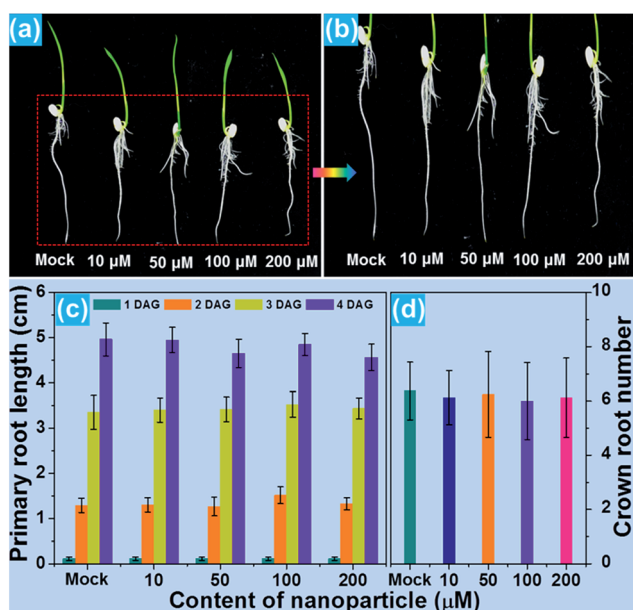 (a)
(b)
Mock 10 μM 50 μM 100 μM 200 μM
Mock 10 μM 50 μM 100 μM 200 μM
(c)
1 DAG 2 DAG 3 DAG 4 DAG
Primary root length (cm)
6
5
4
3
2
1
0
Mock 10 50 100 200
(d)
10
8
6
4
2
0
Crown root number
Mock 10 50 100 200
Content of nanoparticle (μM)